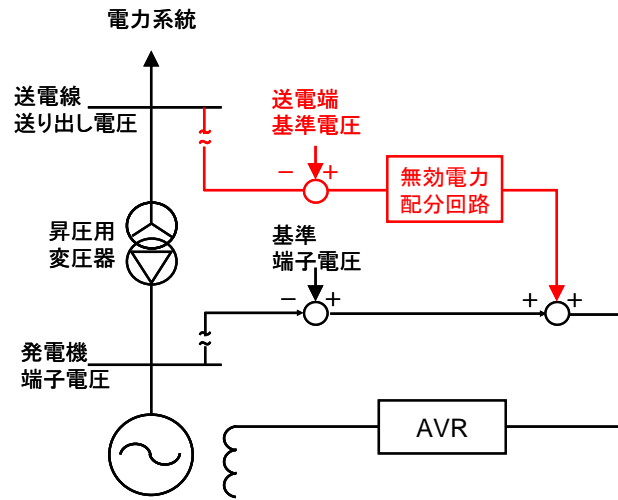 電力系統
送電線
送り出し電圧
送電端
基準電圧
− +
無効電力
配分回路
昇圧用
変圧器
基準
端子電圧
− +
+ +
発電機
端子電圧
AVR